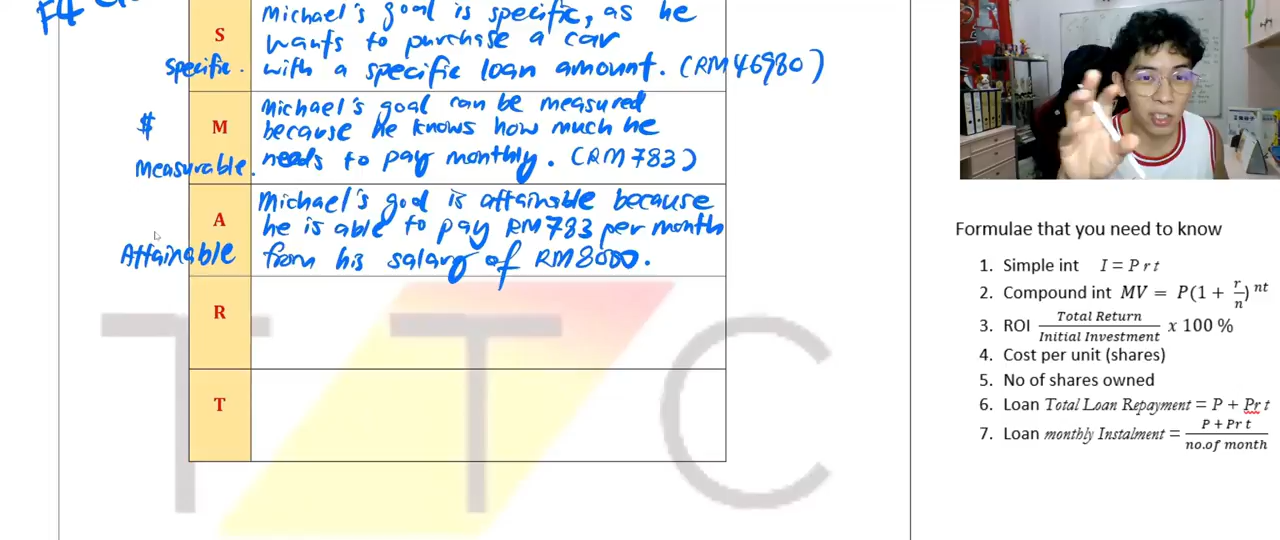 F4
S
Specific.
Michael's goal is specific, as he
wants to purchase a car
with a specific loan amount. (RM46980)
$
M
Measurable.
Michael's goal can be measured
because he knows how much he
needs to pay monthly. (RM783)
A
Attainable
Michael's goal is attainable because
he is able to pay RM783 per month
from his salary of RM8000.
R
T
TTC
Formulae that you need to know
1. Simple int I = P r t
2. Compound int MV = P(1 + r/n)^nt
3. ROI Total Return / Initial Investment x 100 %
4. Cost per unit (shares)
5. No of shares owned
6. Loan Total Loan Repayment = P + Pr t
7. Loan monthly Instalment = P + Pr t / no.of month